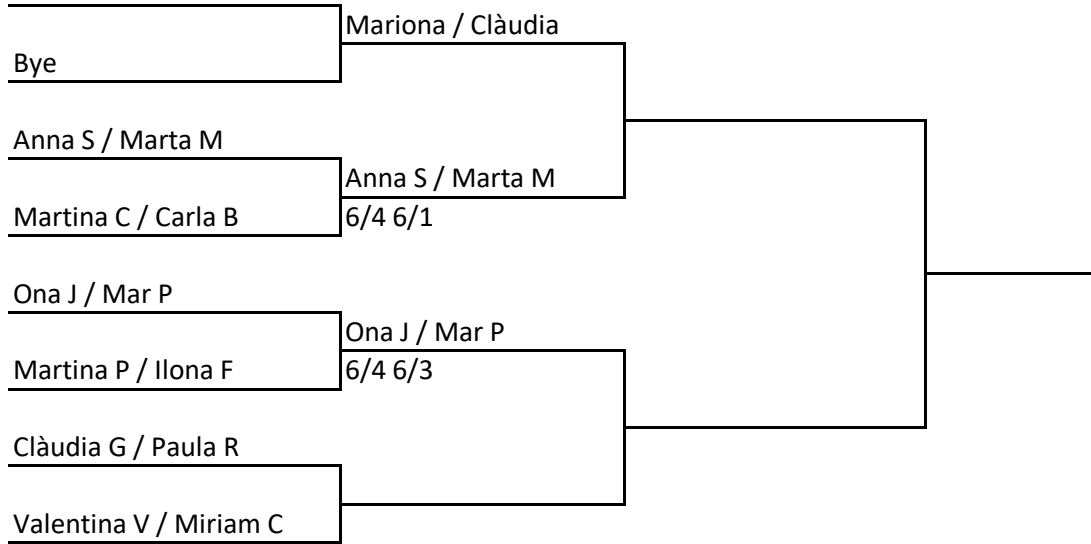 Mariona / Clàudia
Bye
Anna S / Marta M
Anna S / Marta M
Martina C / Carla B
6/4 6/1
Ona J / Mar P
Ona J / Mar P
Martina P / Ilona F
6/4 6/3
Clàudia G / Paula R
Valentina V / Miriam C